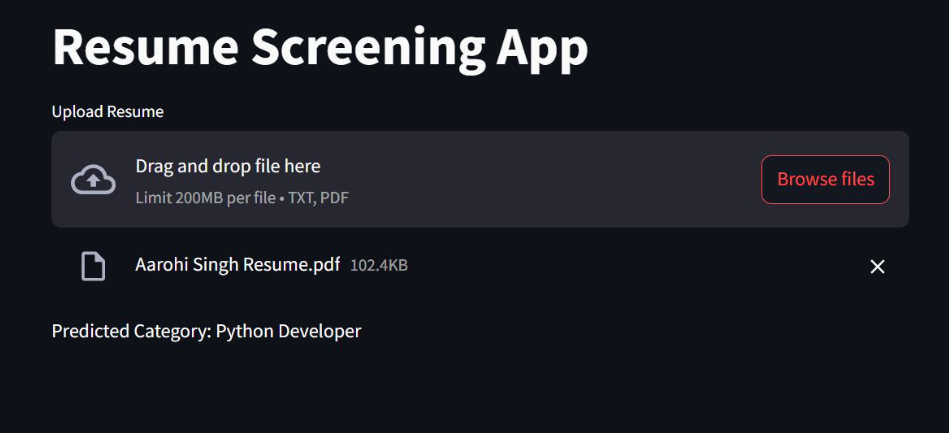 Resume Screening App
Upload Resume
Drag and drop file here
Limit 200MB per file • TXT, PDF
Browse files
Aarohi Singh Resume.pdf 102.4KB
Predicted Category: Python Developer